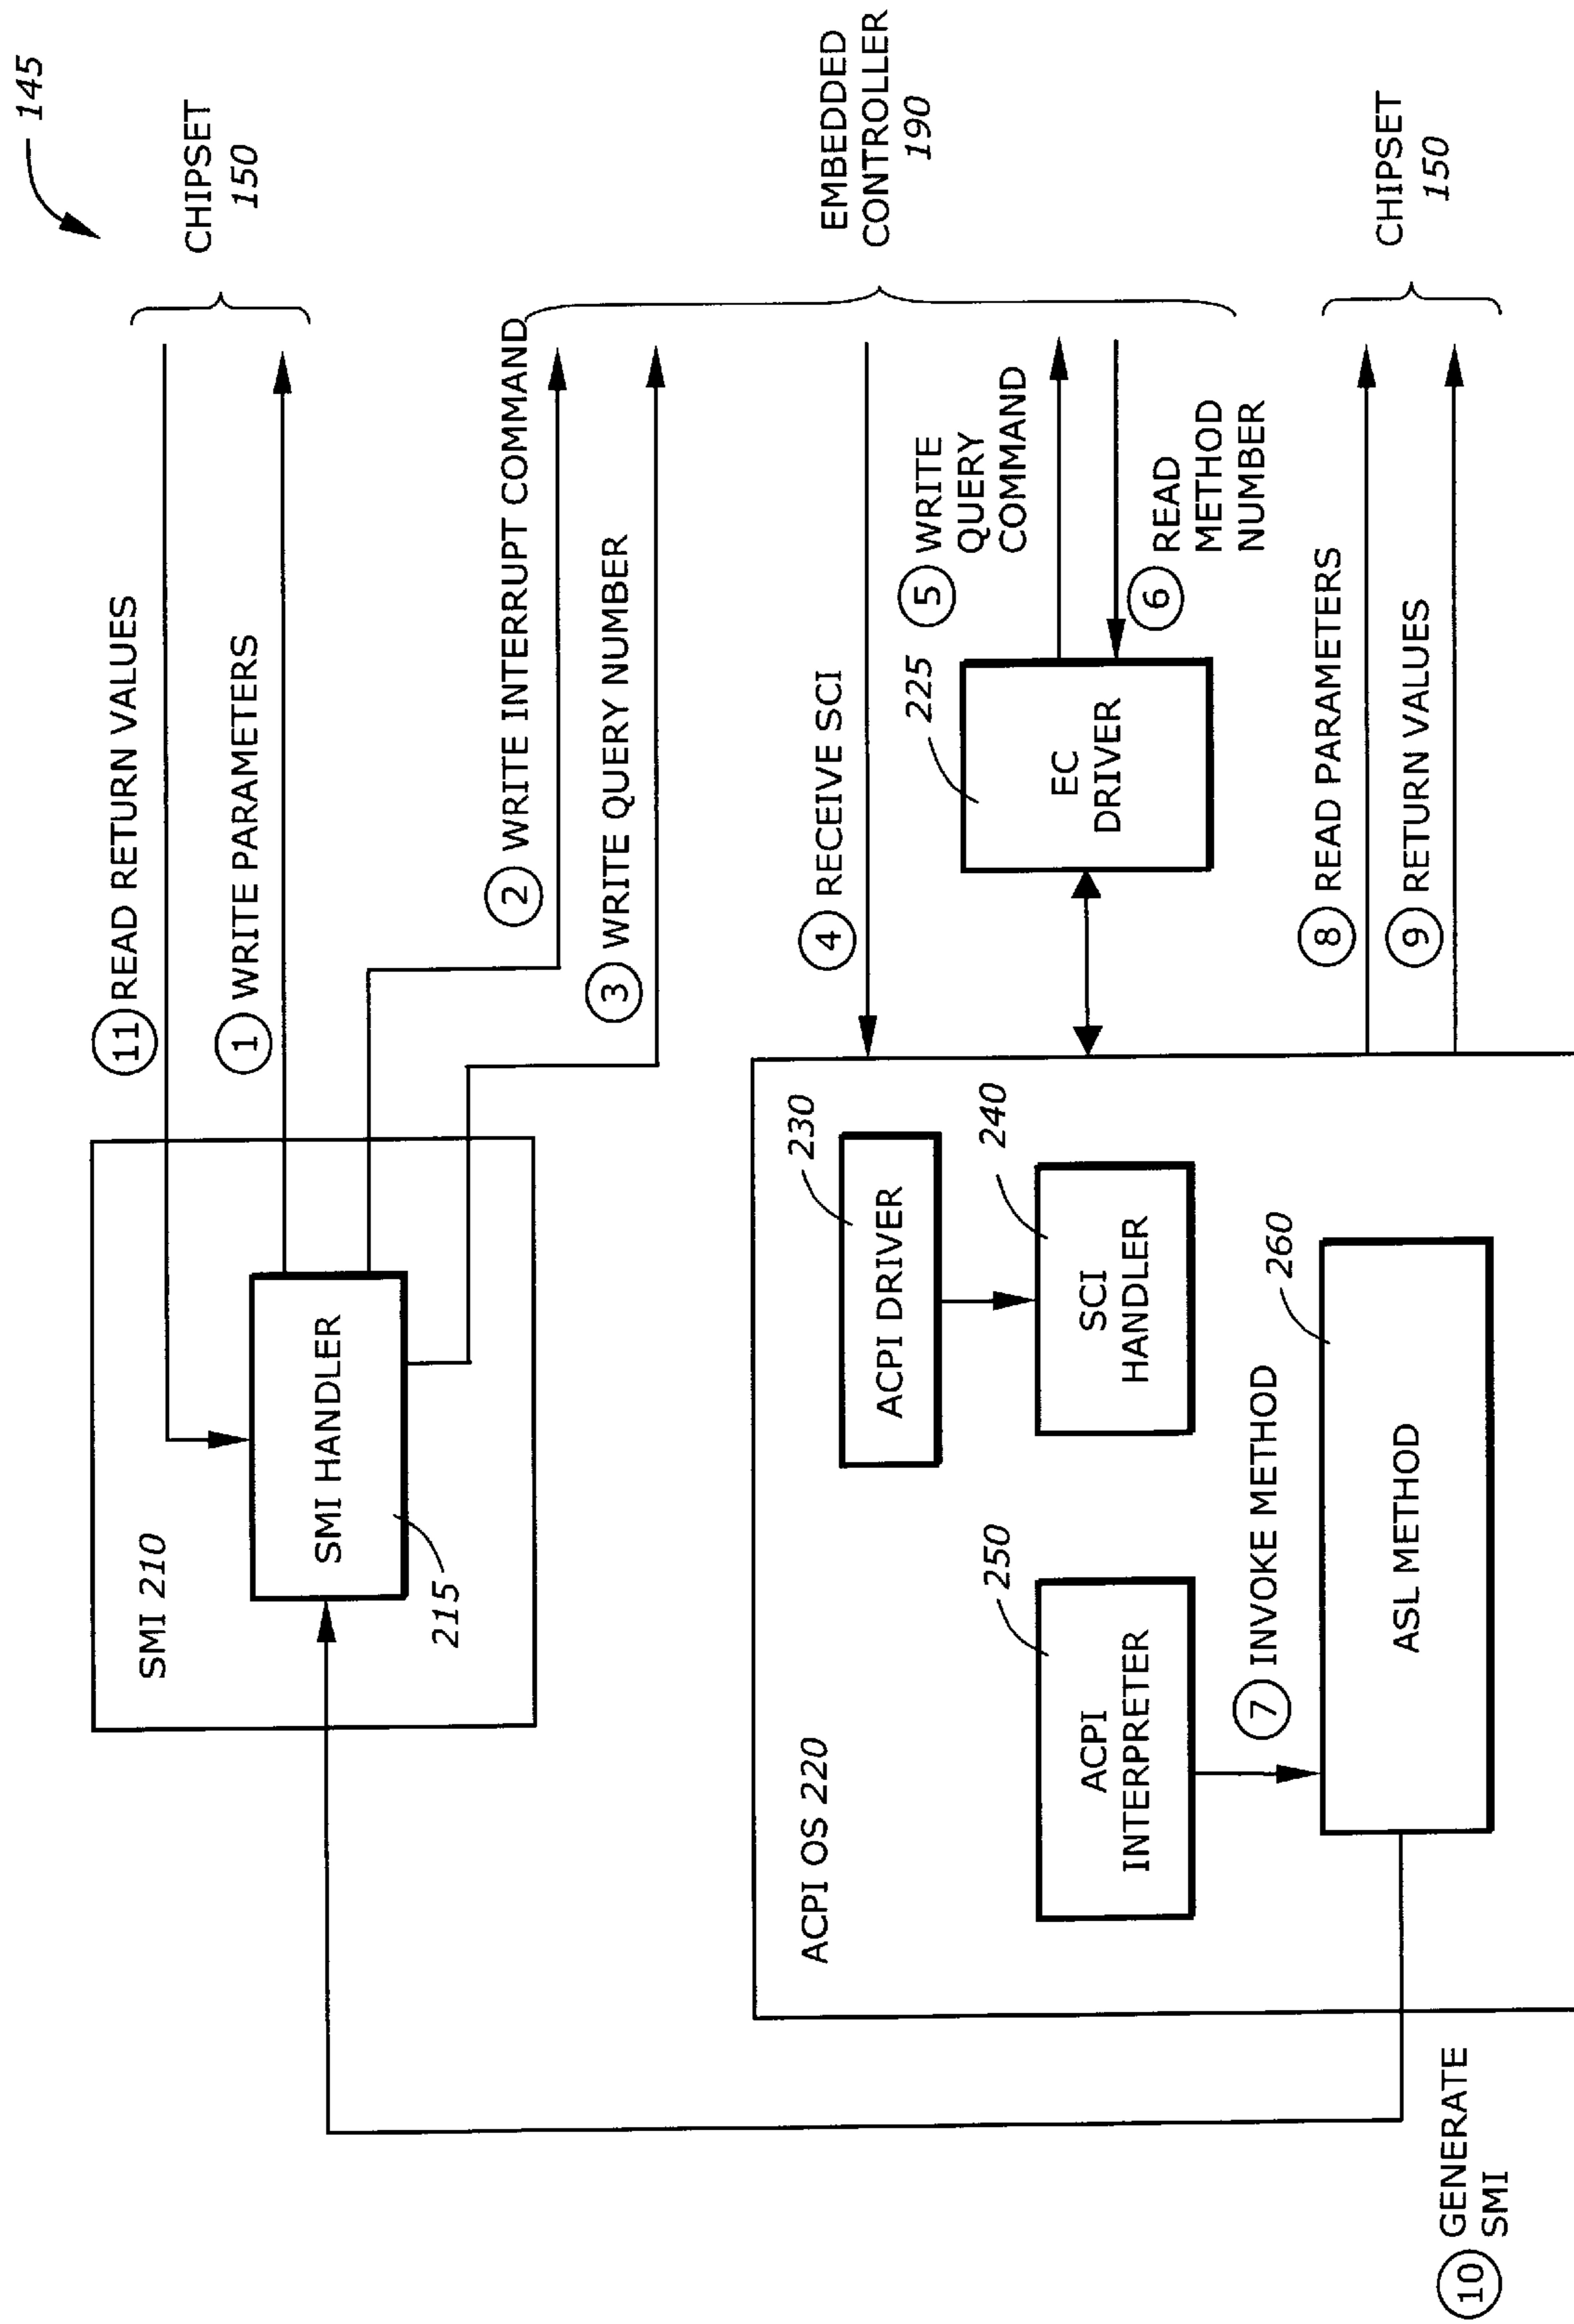 145
CHIPSET
150
11 READ RETURN VALUES
1 WRITE PARAMETERS
SMI 210
SMI HANDLER
215
2 WRITE INTERRUPT COMMAND
3 WRITE QUERY NUMBER
EMBEDDED
CONTROLLER
190
4 RECEIVE SCI
5 WRITE
QUERY
COMMAND
6 READ
METHOD
NUMBER
225
EC
DRIVER
ACPI OS 220
230
ACPI DRIVER
240
SCI
HANDLER
250
ACPI
INTERPRETER
7 INVOKE METHOD
260
ASL METHOD
CHIPSET
150
8 READ PARAMETERS
9 RETURN VALUES
10 GENERATE
SMI